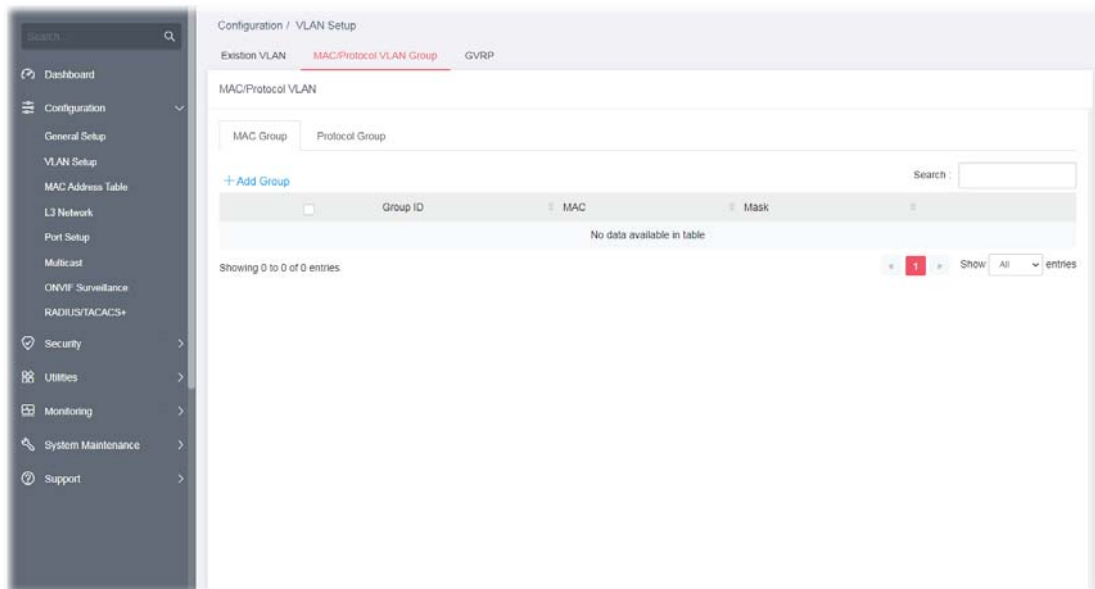 Search...
Dashboard
Configuration
General Setup
VLAN Setup
MAC Address Table
L3 Network
Port Setup
Multicast
ONVIF Surveillance
RADIUS/TACACS+
Security
Utilities
Monitoring
System Maintenance
Support
Configuration / VLAN Setup
Existion VLAN MAC/Protocol VLAN Group GVRP
MAC/Protocol VLAN
MAC Group Protocol Group
+Add Group Search :
Group ID MAC Mask
No data available in table
Showing 0 to 0 of 0 entries « 1 » Show All entries